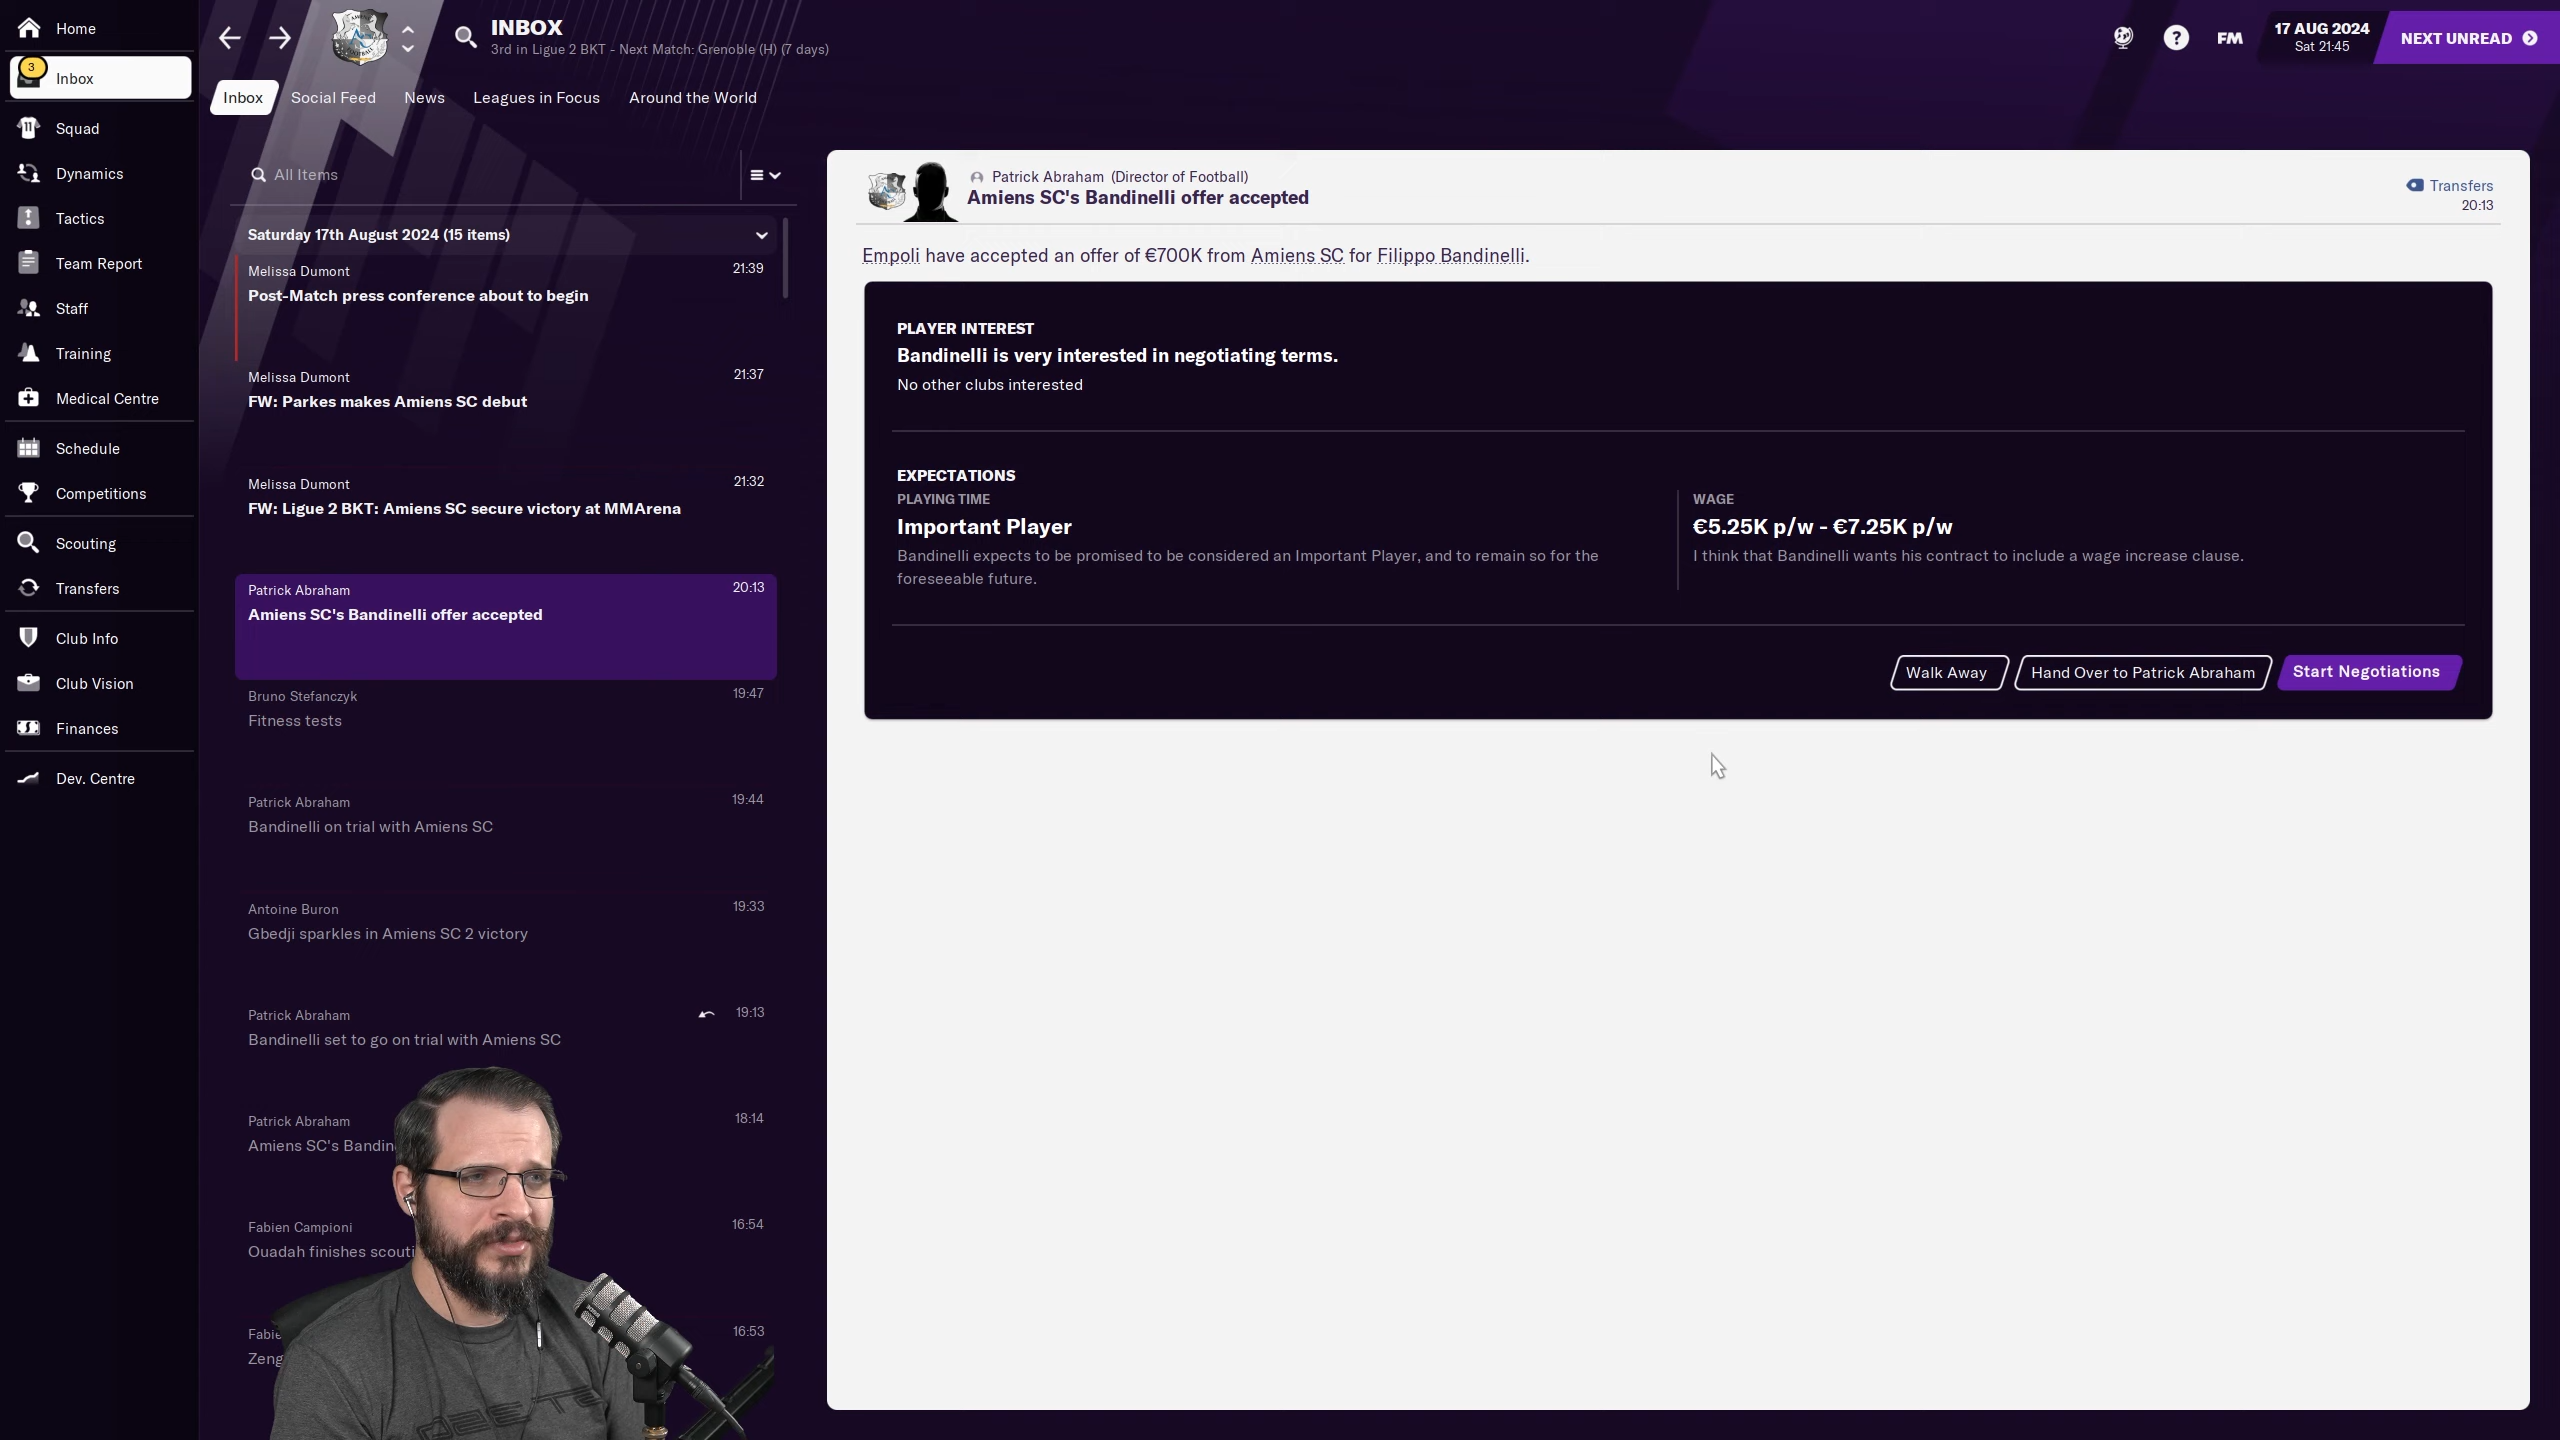 Home
3
Inbox
Squad
Dynamics
Tactics
Team Report
Staff
Training
Medical Centre
Schedule
Competitions
Scouting
Transfers
Club Info
Club Vision
Finances
Dev. Centre
INBOX
3rd in Ligue 2 BKT - Next Match: Grenoble (H) (7 days)
FM
17 AUG 2024
Sat 21:45
NEXT UNREAD
Inbox
Social Feed
News
Leagues in Focus
Around the World
All Items
Saturday 17th August 2024 (15 items)
Melissa Dumont 21:39
Post-Match press conference about to begin
Melissa Dumont 21:37
FW: Parkes makes Amiens SC debut
Melissa Dumont 21:32
FW: Ligue 2 BKT: Amiens SC secure victory at MMArena
Patrick Abraham 20:13
Amiens SC's Bandinelli offer accepted
Bruno Stefanczyk 19:47
Fitness tests
Patrick Abraham 19:44
Bandinelli on trial with Amiens SC
Antoine Buron 19:33
Gbedji sparkles in Amiens SC 2 victory
Patrick Abraham 19:13
Bandinelli set to go on trial with Amiens SC
Patrick Abraham 18:14
Amiens SC's Bandin
Fabien Campioni 16:54
Ouadah finishes scouti
Fabie 16:53
Zeng
Patrick Abraham (Director of Football)
Amiens SC's Bandinelli offer accepted
Transfers
20:13
Empoli have accepted an offer of €700K from Amiens SC for Filippo Bandinelli.
PLAYER INTEREST
Bandinelli is very interested in negotiating terms.
No other clubs interested
EXPECTATIONS
PLAYING TIME
Important Player
Bandinelli expects to be promised to be considered an Important Player, and to remain so for the
foreseeable future.
WAGE
€5.25K p/w - €7.25K p/w
I think that Bandinelli wants his contract to include a wage increase clause.
Walk Away
Hand Over to Patrick Abraham
Start Negotiations